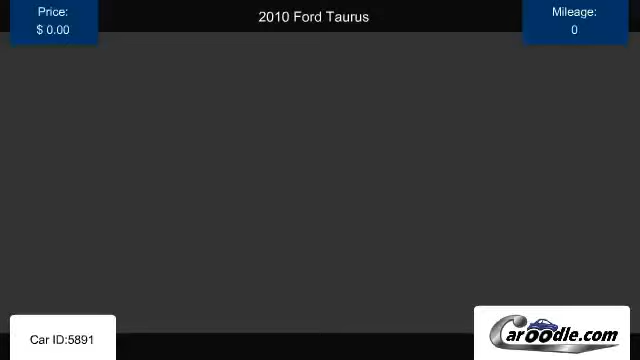 Price:
$ 0.00
2010 Ford Taurus
Mileage:
0
Car ID:5891
Caroodle.com